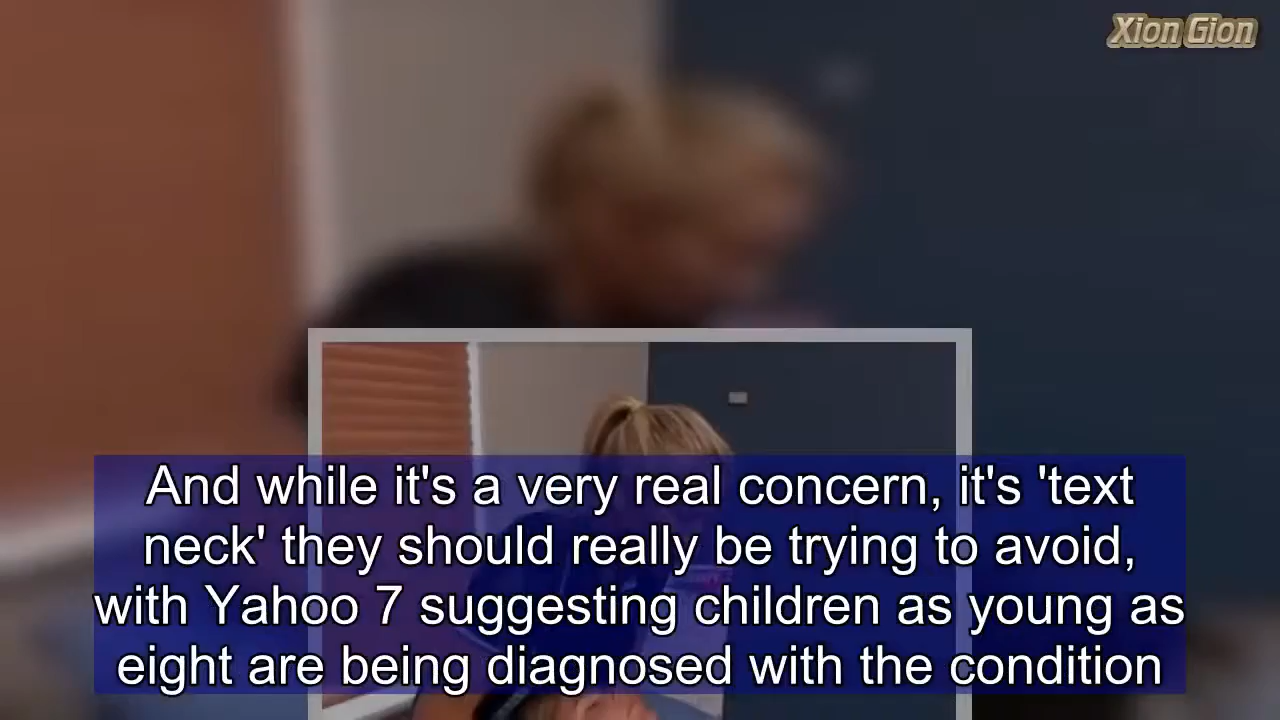 Xion Gion
And while it's a very real concern, it's 'text
neck' they should really be trying to avoid,
with Yahoo 7 suggesting children as young as
eight are being diagnosed with the condition